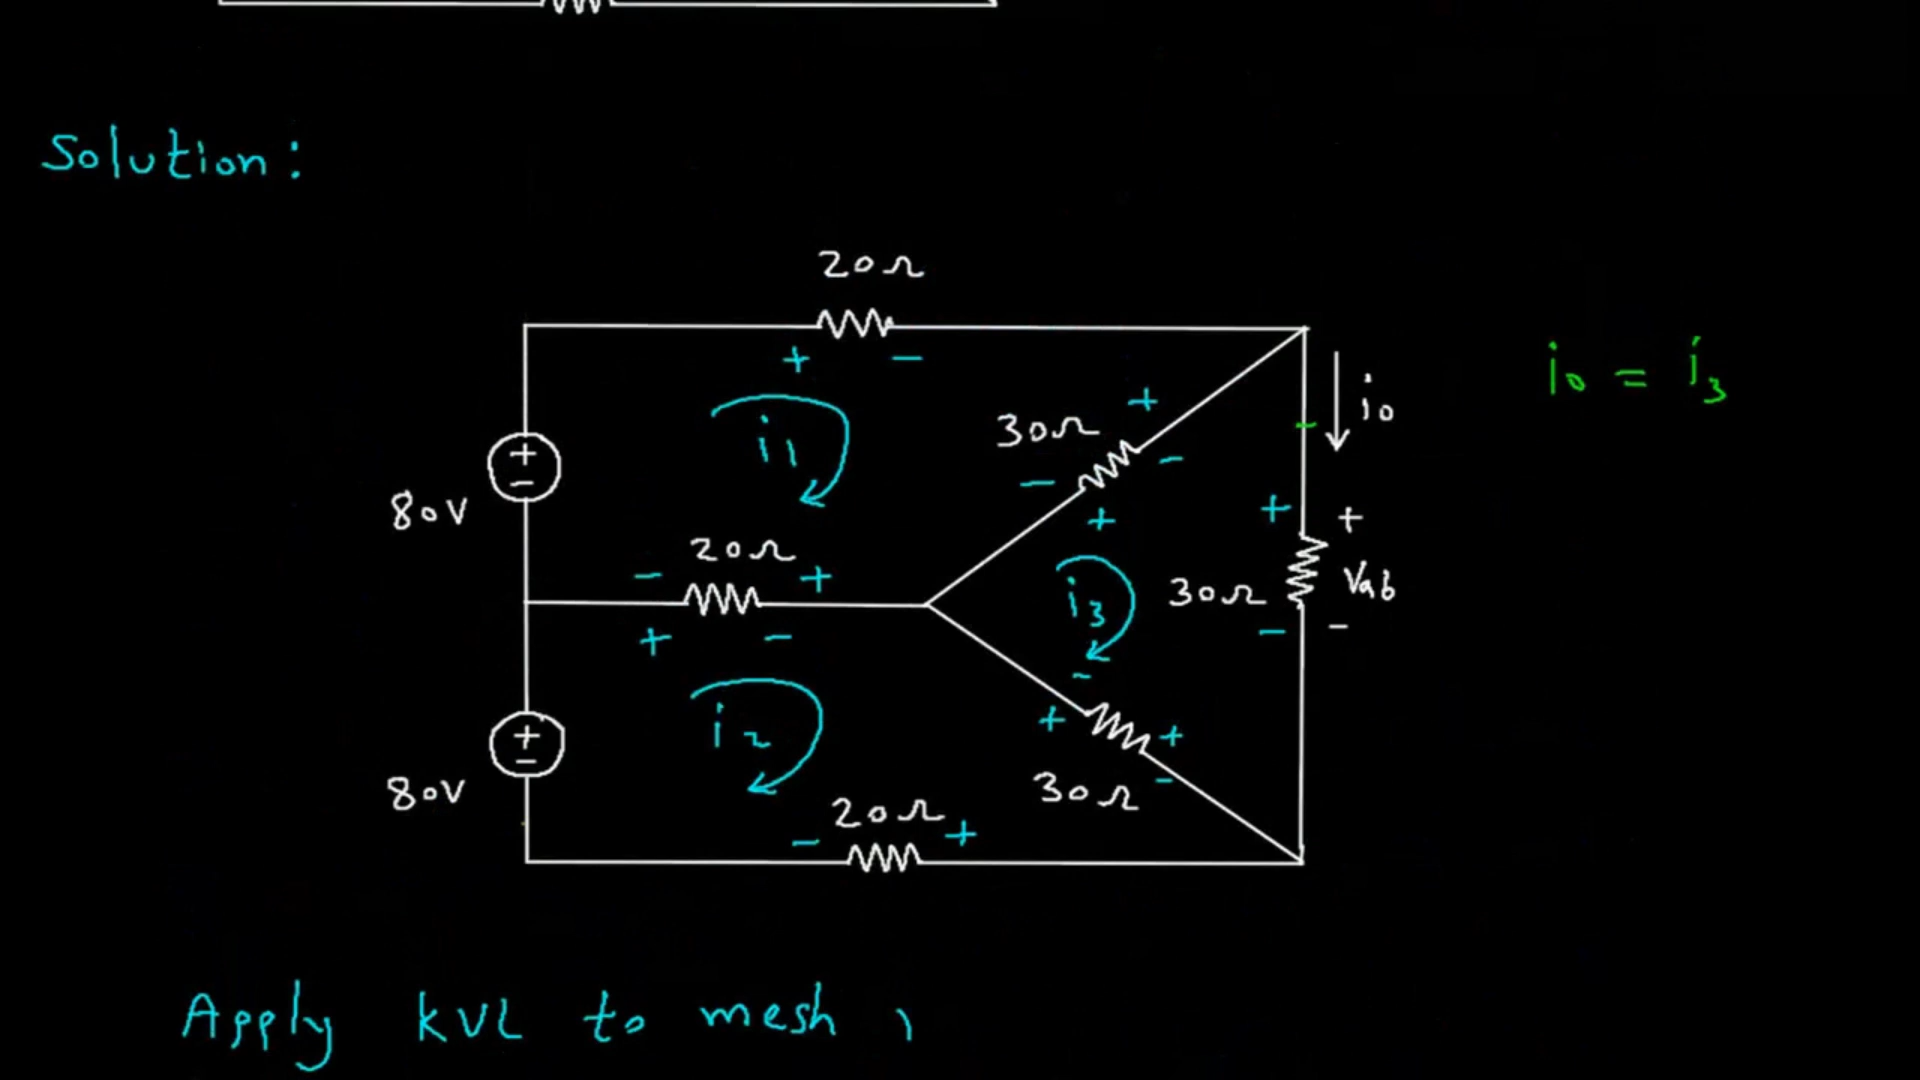 Solution:
20Ω
+ -
i₀
i₀ = i₃
30Ω
+
- -
+
i₁
+
-
80V
20Ω
- +
+ -
i₃
30Ω
+
-
+
Vab
-
-
+ +
-
30Ω
i₂
+
-
80V
20Ω
- +
Apply KVL to mesh 1